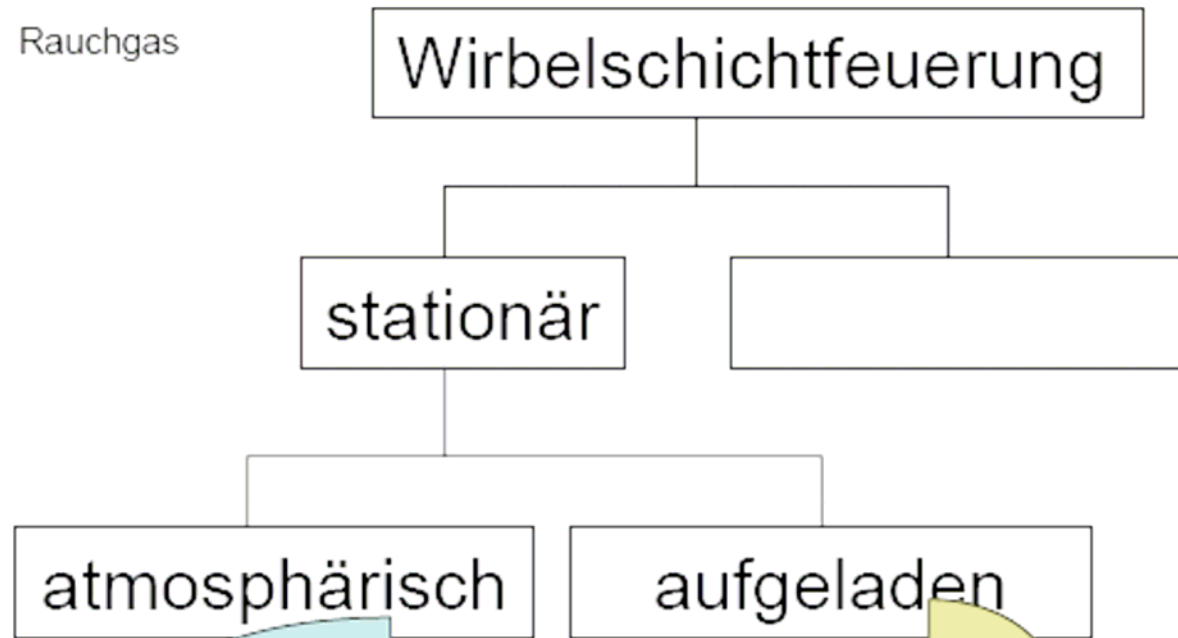 Rauchgas
Wirbelschichtfeuerung
stationär
atmosphärisch
aufgeladen